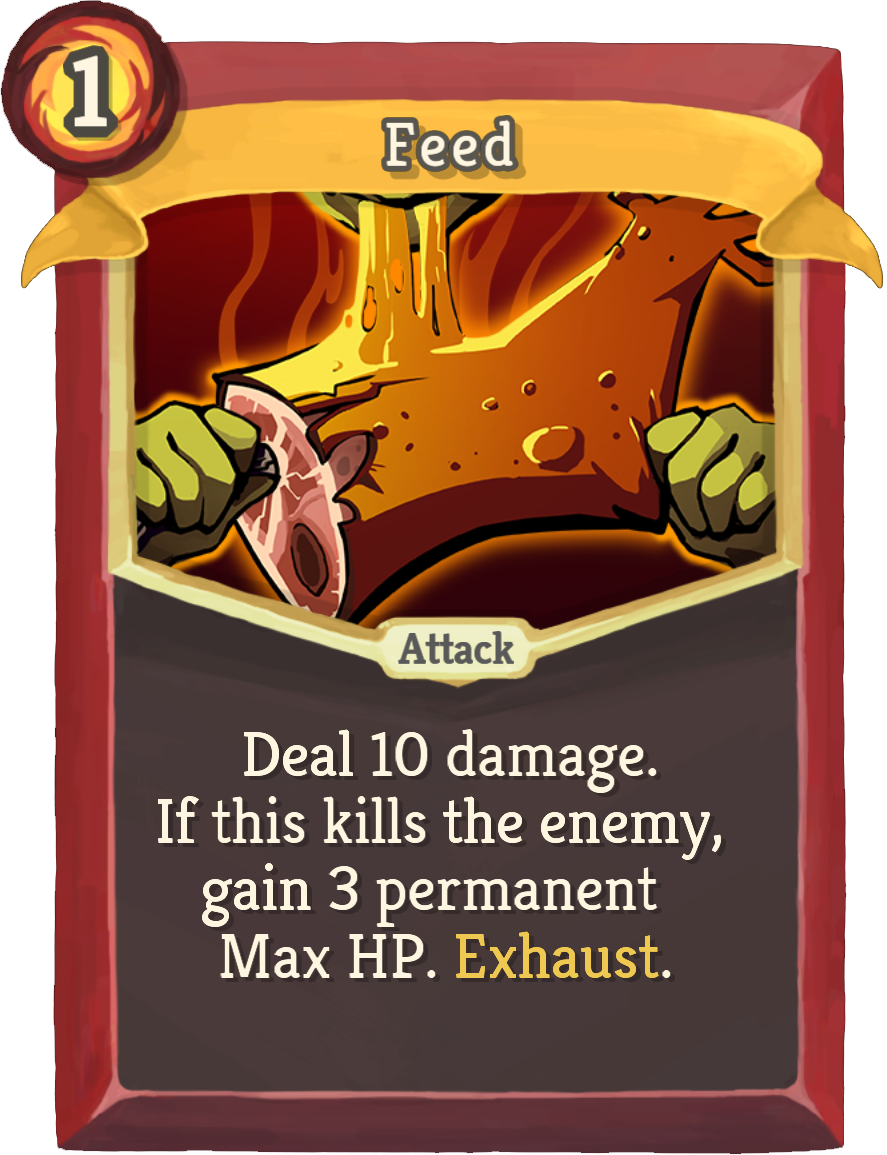 1
Feed
Attack
Deal 10 damage.
If this kills the enemy,
gain 3 permanent
Max HP. Exhaust.